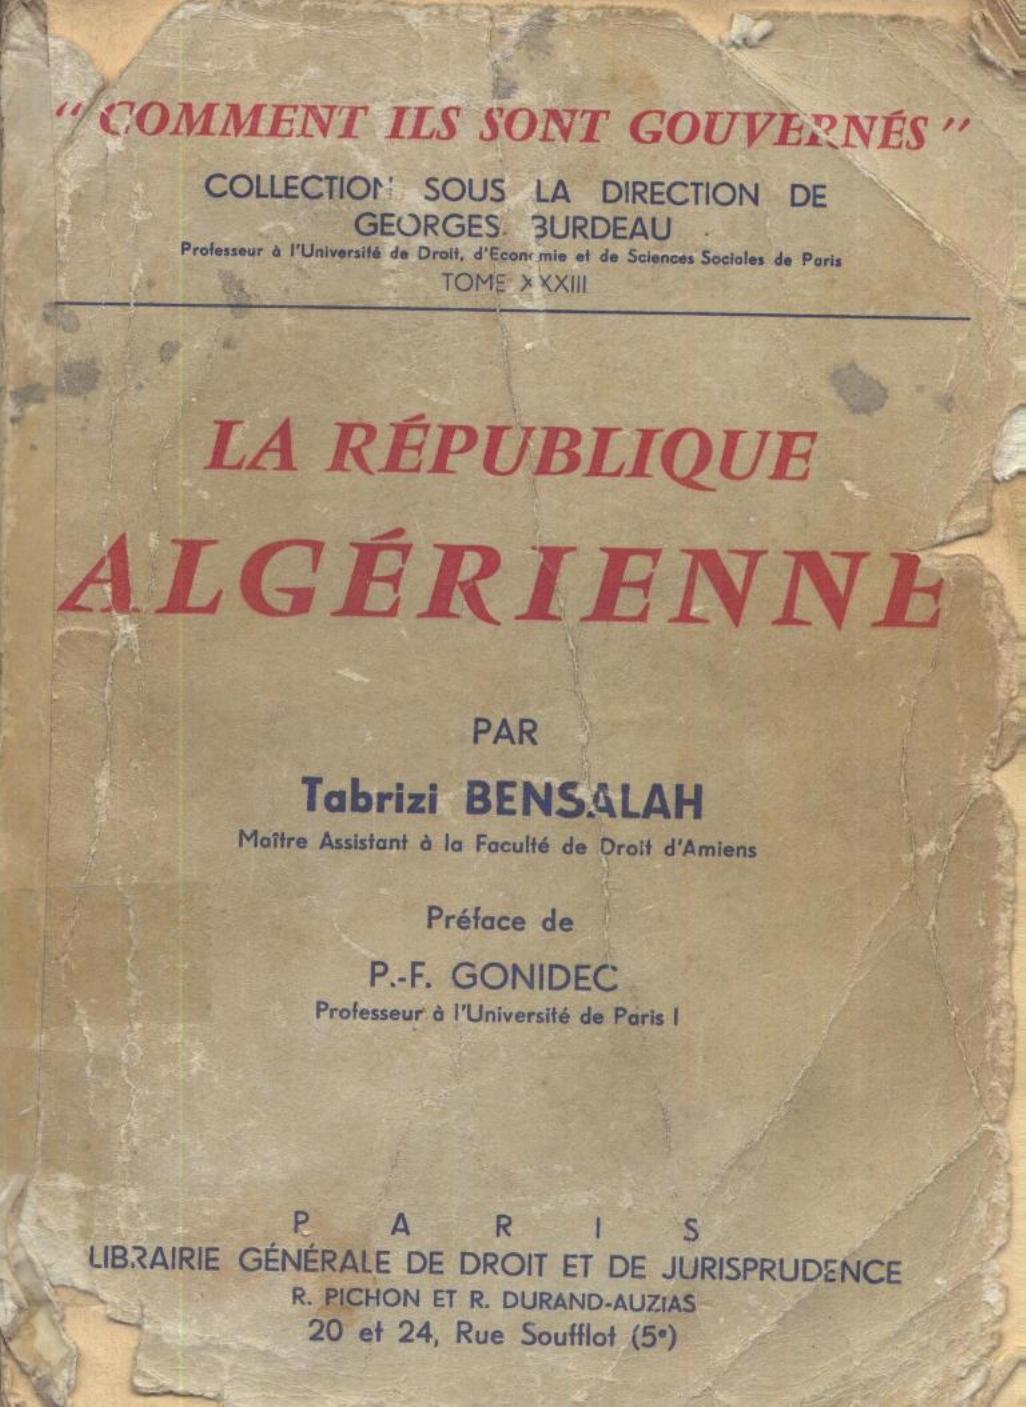 “ COMMENT ILS SONT GOUVERNÉS ”
COLLECTION SOUS LA DIRECTION DE
GEORGES BURDEAU
Professeur à l'Université de Droit, d'Economie et de Sciences Sociales de Paris
TOME XXXIII
LA RÉPUBLIQUE
ALGÉRIENNE
PAR
Tabrizi BENSALAH
Maître Assistant à la Faculté de Droit d'Amiens
Préface de
P.-F. GONIDEC
Professeur à l'Université de Paris I
PARIS
LIBRAIRIE GÉNÉRALE DE DROIT ET DE JURISPRUDENCE
R. PICHON ET R. DURAND-AUZIAS
20 et 24, Rue Soufflot (5ᵉ)